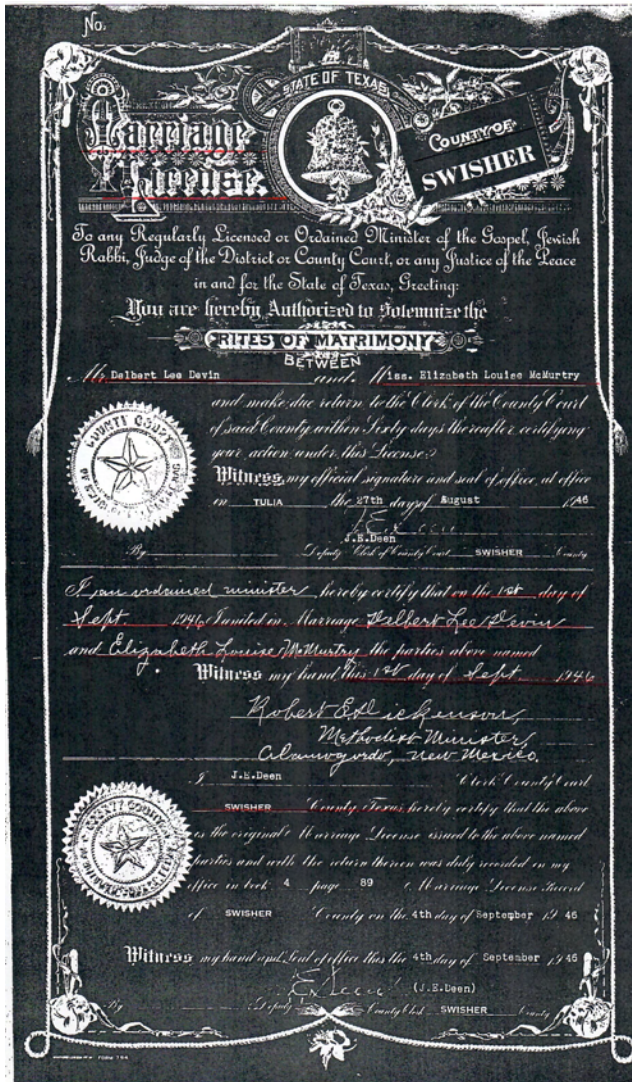 No.
STATE OF TEXAS
Marriage
License.
COUNTY OF
SWISHER
To any Regularly Licensed or Ordained Minister of the Gospel, Jewish
Rabbi, Judge of the District or County Court, or any Justice of the Peace
in and for the State of Texas, Greeting:
You are hereby Authorized to Solemnize the
RITES OF MATRIMONY
BETWEEN
Mr Delbert Lee Devin and Miss. Elizabeth Louise McMurtry
and make due return to the Clerk of the County Court
of said County within Sixty days thereafter certifying
your action under this License.
Witness my official signature and seal of office, at office
in TULIA the 27th days of August 1946
J.E.Deen
By Deputy Clerk of County Court SWISHER County
COUNTY COURT
I, an ordained minister hereby certify that on the 1st day of
Sept 1946 I united in Marriage Delbert Lee Devin
and Elizabeth Louise McMurtry the parties above named
Witness my hand this 1st day of Sept 1946
Robert E. Dickenson,
Methodist Minister,
Alamogordo, New Mexico.
I J.E.Deen Clerk County Court
SWISHER County Texas, hereby certify that the above
is the original Marriage License issued to the above named
parties and with the return thereon was duly recorded in my
office in book 4 page 89 Marriage License Record
of SWISHER County on the 4th day of September 1946
Witness my hand and Seal of office this the 4th day of September 1946
(J.E.Deen)
By Deputy County Clerk SWISHER County